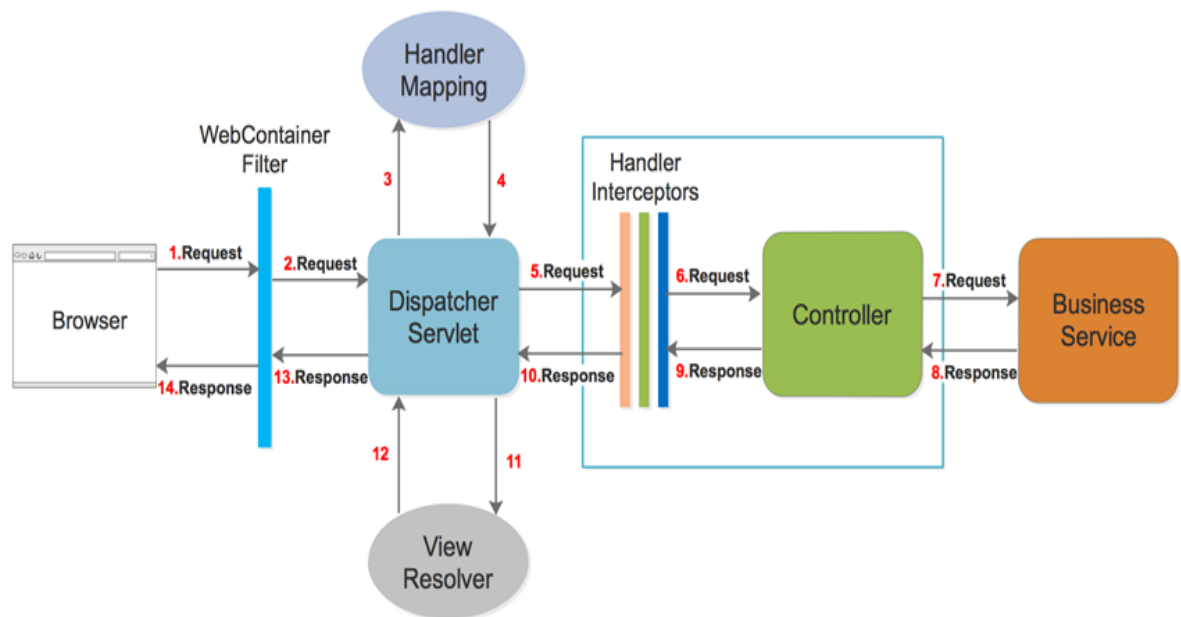 Handler
Mapping
WebContainer
Filter
3
4
Handler
Interceptors
1.Request
2.Request
5.Request
6.Request
7.Request
Browser
Dispatcher
Servlet
Controller
Business
Service
14.Response
13.Response
10.Response
9.Response
8.Response
12
11
View
Resolver